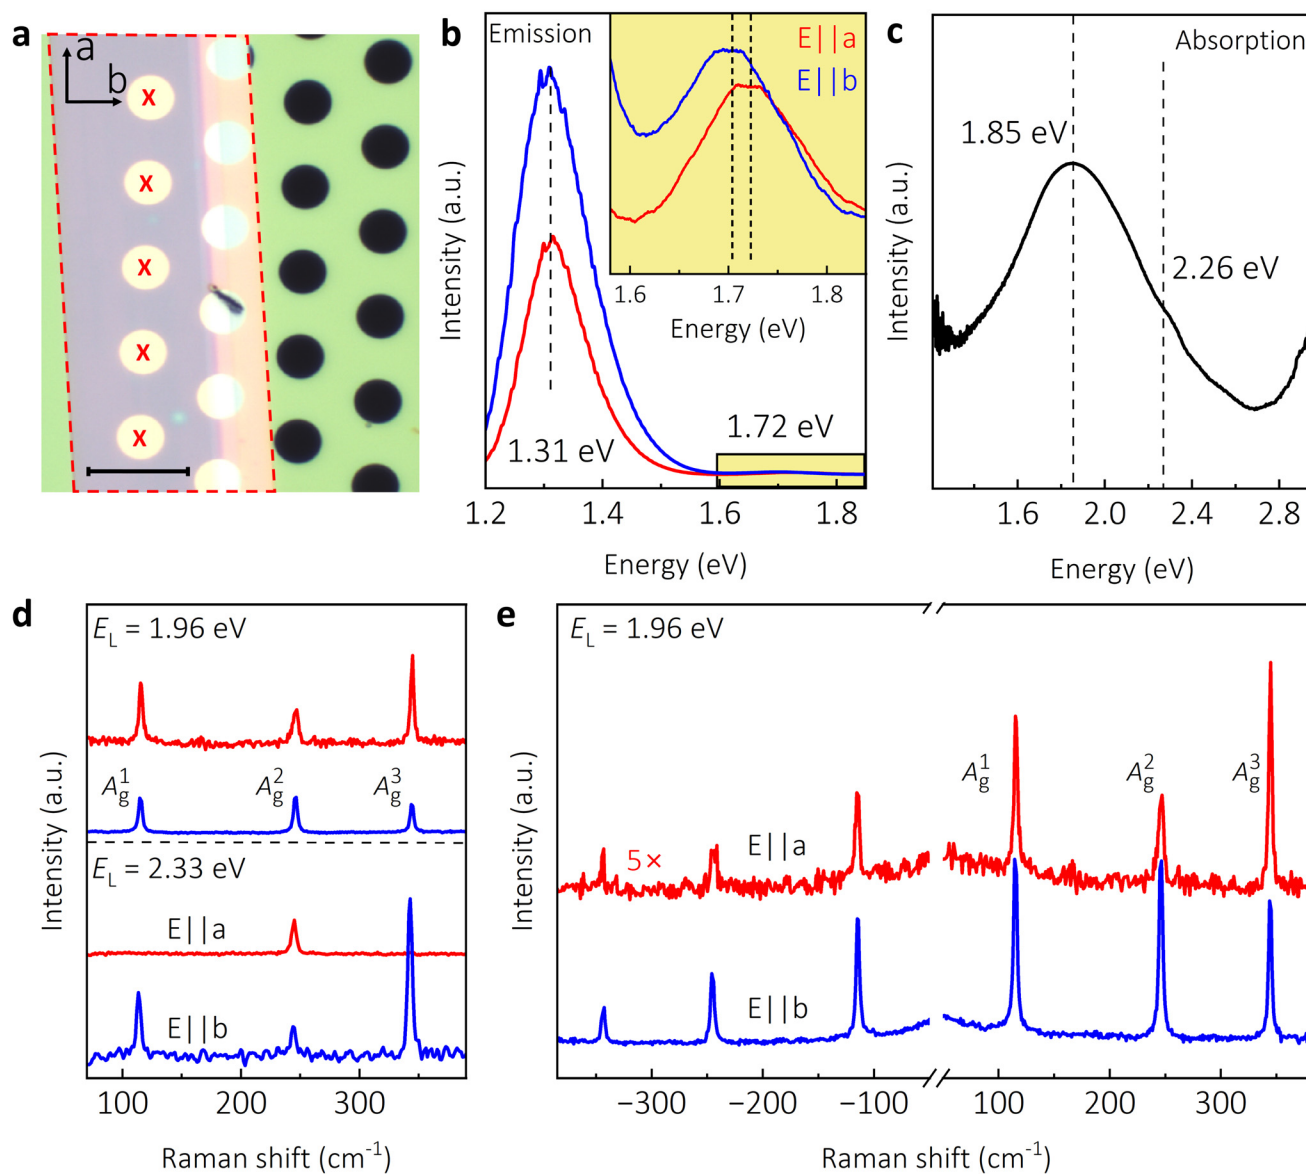 a
a
b
X
X
X
X
X
b
Emission
E||a
E||b
1.6
1.7
1.8
Energy (eV)
1.31 eV
1.72 eV
Intensity (a.u.)
1.2
1.4
1.6
1.8
Energy (eV)
c
Absorption
1.85 eV
2.26 eV
Intensity (a.u.)
1.6
2.0
2.4
2.8
Energy (eV)
d
E_L = 1.96 eV
A_g^1
A_g^2
A_g^3
E_L = 2.33 eV
E||a
E||b
Intensity (a.u.)
100
200
300
Raman shift (cm⁻¹)
e
E_L = 1.96 eV
A_g^1
A_g^2
A_g^3
5×
E||a
E||b
Intensity (a.u.)
−300
−200
−100
100
200
300
Raman shift (cm⁻¹)